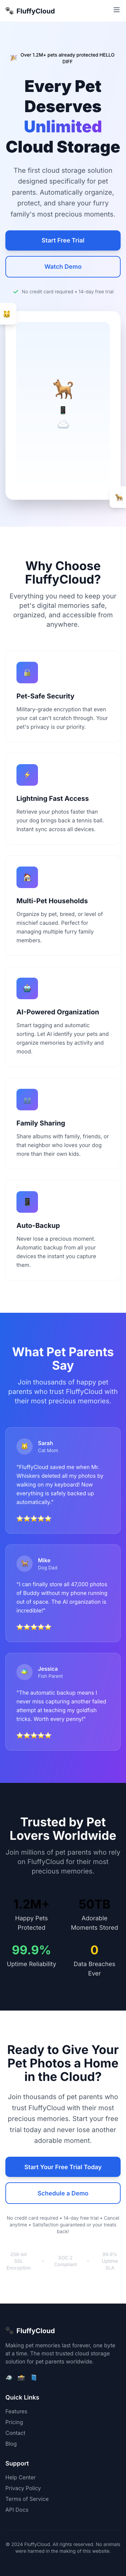 FluffyCloud
Over 1.2M+ pets already protected HELLO
DIFF
Every Pet
Deserves
Unlimited
Cloud Storage
The first cloud storage solution
designed specifically for pet
parents. Automatically organize,
protect, and share your furry
family's most precious moments.
Start Free Trial
Watch Demo
No credit card required • 14-day free trial
Why Choose
FluffyCloud?
Everything you need to keep your
pet's digital memories safe,
organized, and accessible from
anywhere.
Pet-Safe Security
Military-grade encryption that even
your cat can't scratch through. Your
pet's privacy is our priority.
Lightning Fast Access
Retrieve your photos faster than
your dog brings back a tennis ball.
Instant sync across all devices.
Multi-Pet Households
Organize by pet, breed, or level of
mischief caused. Perfect for
managing multiple furry family
members.
AI-Powered Organization
Smart tagging and automatic
sorting. Let AI identify your pets and
organize memories by activity and
mood.
Family Sharing
Share albums with family, friends, or
that neighbor who loves your dog
more than their own kids.
Auto-Backup
Never lose a precious moment.
Automatic backup from all your
devices the instant you capture
them.
What Pet Parents
Say
Join thousands of happy pet
parents who trust FluffyCloud with
their most precious memories.
Sarah
Cat Mom
"FluffyCloud saved me when Mr.
Whiskers deleted all my photos by
walking on my keyboard! Now
everything is safely backed up
automatically."
Mike
Dog Dad
"I can finally store all 47,000 photos
of Buddy without my phone running
out of space. The AI organization is
incredible!"
Jessica
Fish Parent
"The automatic backup means I
never miss capturing another failed
attempt at teaching my goldfish
tricks. Worth every penny!"
Trusted by Pet
Lovers Worldwide
Join millions of pet parents who rely
on FluffyCloud for their most
precious memories.
1.2M+
Happy Pets
Protected
50TB
Adorable
Moments Stored
99.9%
Uptime Reliability
0
Data Breaches
Ever
Ready to Give Your
Pet Photos a Home
in the Cloud?
Join thousands of pet parents who
trust FluffyCloud with their most
precious memories. Start your free
trial today and never lose another
adorable moment.
Start Your Free Trial Today
Schedule a Demo
No credit card required • 14-day free trial • Cancel
anytime • Satisfaction guaranteed or your treats
back!
256-bit
SSL
Encryption
•
SOC 2
Compliant
•
99.9%
Uptime
SLA
FluffyCloud
Making pet memories last forever, one byte
at a time. The most trusted cloud storage
solution for pet parents worldwide.
Quick Links
Features
Pricing
Contact
Blog
Support
Help Center
Privacy Policy
Terms of Service
API Docs
© 2024 FluffyCloud. All rights reserved. No animals
were harmed in the making of this website.